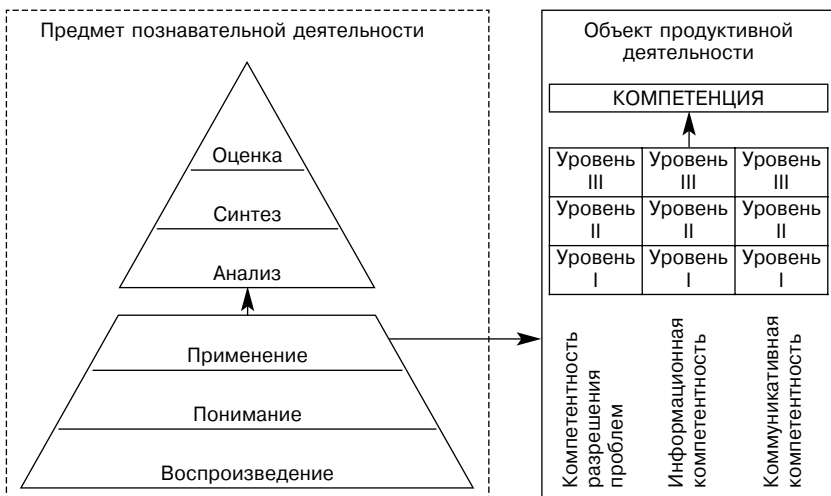 Предмет познавательной деятельности
Оценка
Синтез
Анализ
Применение
Понимание
Воспроизведение
Объект продуктивной
деятельности
КОМПЕТЕНЦИЯ
Уровень Уровень Уровень
III III III
Уровень Уровень Уровень
II II II
Уровень Уровень Уровень
I I I
Компетентность
разрешения
проблем
Информационная
компетентность
Коммуникативная
компетентность